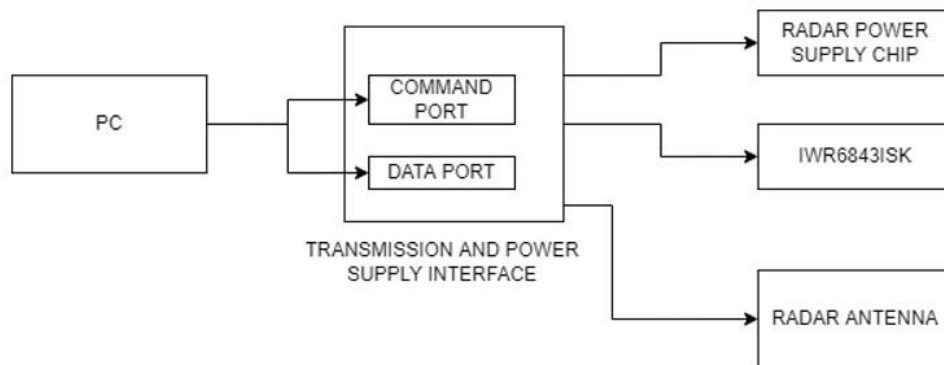 PC
COMMAND
PORT
DATA PORT
TRANSMISSION AND POWER
SUPPLY INTERFACE
RADAR POWER
SUPPLY CHIP
IWR6843ISK
RADAR ANTENNA